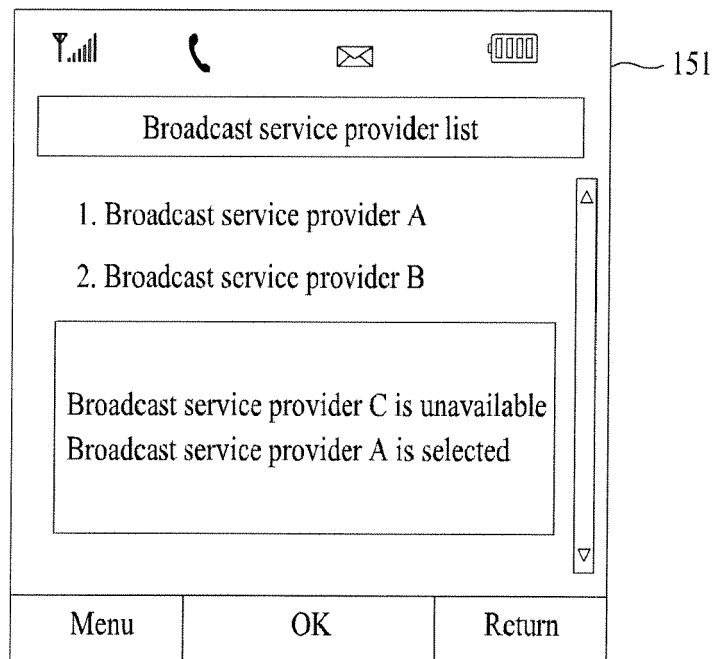 151
Broadcast service provider list
1. Broadcast service provider A
2. Broadcast service provider B
Broadcast service provider C is unavailable
Broadcast service provider A is selected
Menu OK Return